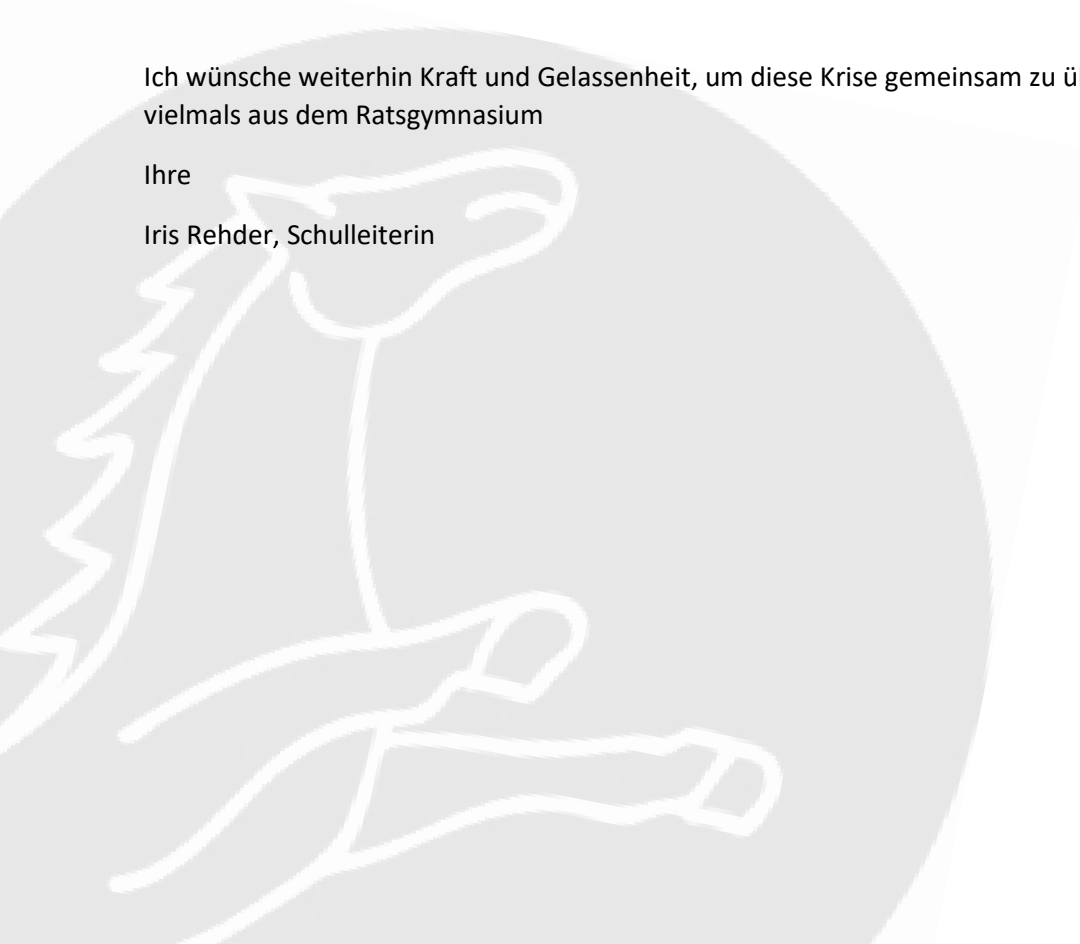 Ich wünsche weiterhin Kraft und Gelassenheit, um diese Krise gemeinsam zu
vielmals aus dem Ratsgymnasium
Ihre
Iris Rehder, Schulleiterin